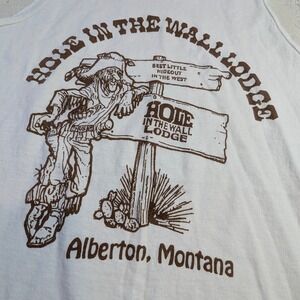 HOLE IN THE WALL LODGE
BEST LITTLE
HIDEOUT
IN THE WEST
HOLE
IN THE WALL
LODGE
Alberton, Montana